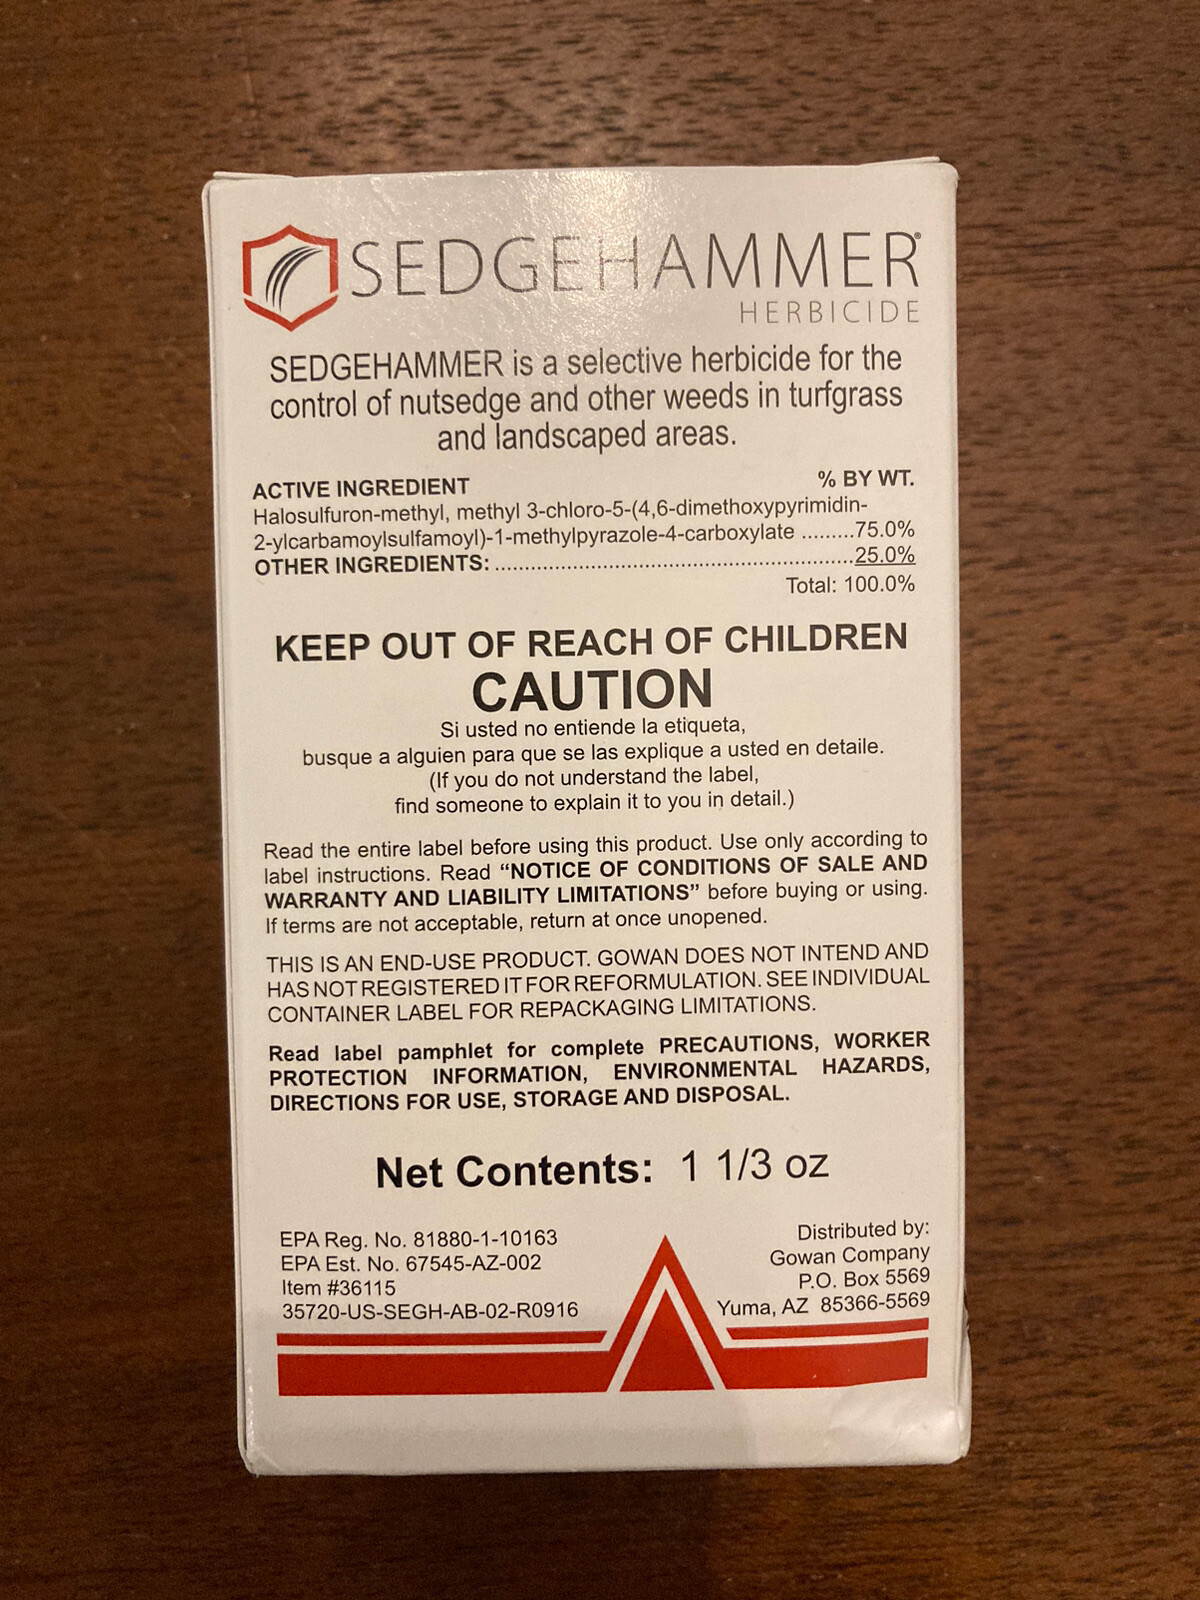 SEDGEHAMMER®
HERBICIDE
SEDGEHAMMER is a selective herbicide for the
control of nutsedge and other weeds in turfgrass
and landscaped areas.
ACTIVE INGREDIENT % BY WT.
Halosulfuron-methyl, methyl 3-chloro-5-(4,6-dimethoxypyrimidin-
2-ylcarbamoylsulfamoyl)-1-methylpyrazole-4-carboxylate .........75.0%
OTHER INGREDIENTS: ............................................................25.0%
Total: 100.0%
KEEP OUT OF REACH OF CHILDREN
CAUTION
Si usted no entiende la etiqueta,
busque a alguien para que se las explique a usted en detaile.
(If you do not understand the label,
find someone to explain it to you in detail.)
Read the entire label before using this product. Use only according to
label instructions. Read “NOTICE OF CONDITIONS OF SALE AND
WARRANTY AND LIABILITY LIMITATIONS” before buying or using.
If terms are not acceptable, return at once unopened.
THIS IS AN END-USE PRODUCT. GOWAN DOES NOT INTEND AND
HAS NOT REGISTERED IT FOR REFORMULATION. SEE INDIVIDUAL
CONTAINER LABEL FOR REPACKAGING LIMITATIONS.
Read label pamphlet for complete PRECAUTIONS, WORKER
PROTECTION INFORMATION, ENVIRONMENTAL HAZARDS,
DIRECTIONS FOR USE, STORAGE AND DISPOSAL.
Net Contents: 1 1/3 oz
EPA Reg. No. 81880-1-10163
EPA Est. No. 67545-AZ-002
Item #36115
35720-US-SEGH-AB-02-R0916
Distributed by:
Gowan Company
P.O. Box 5569
Yuma, AZ 85366-5569